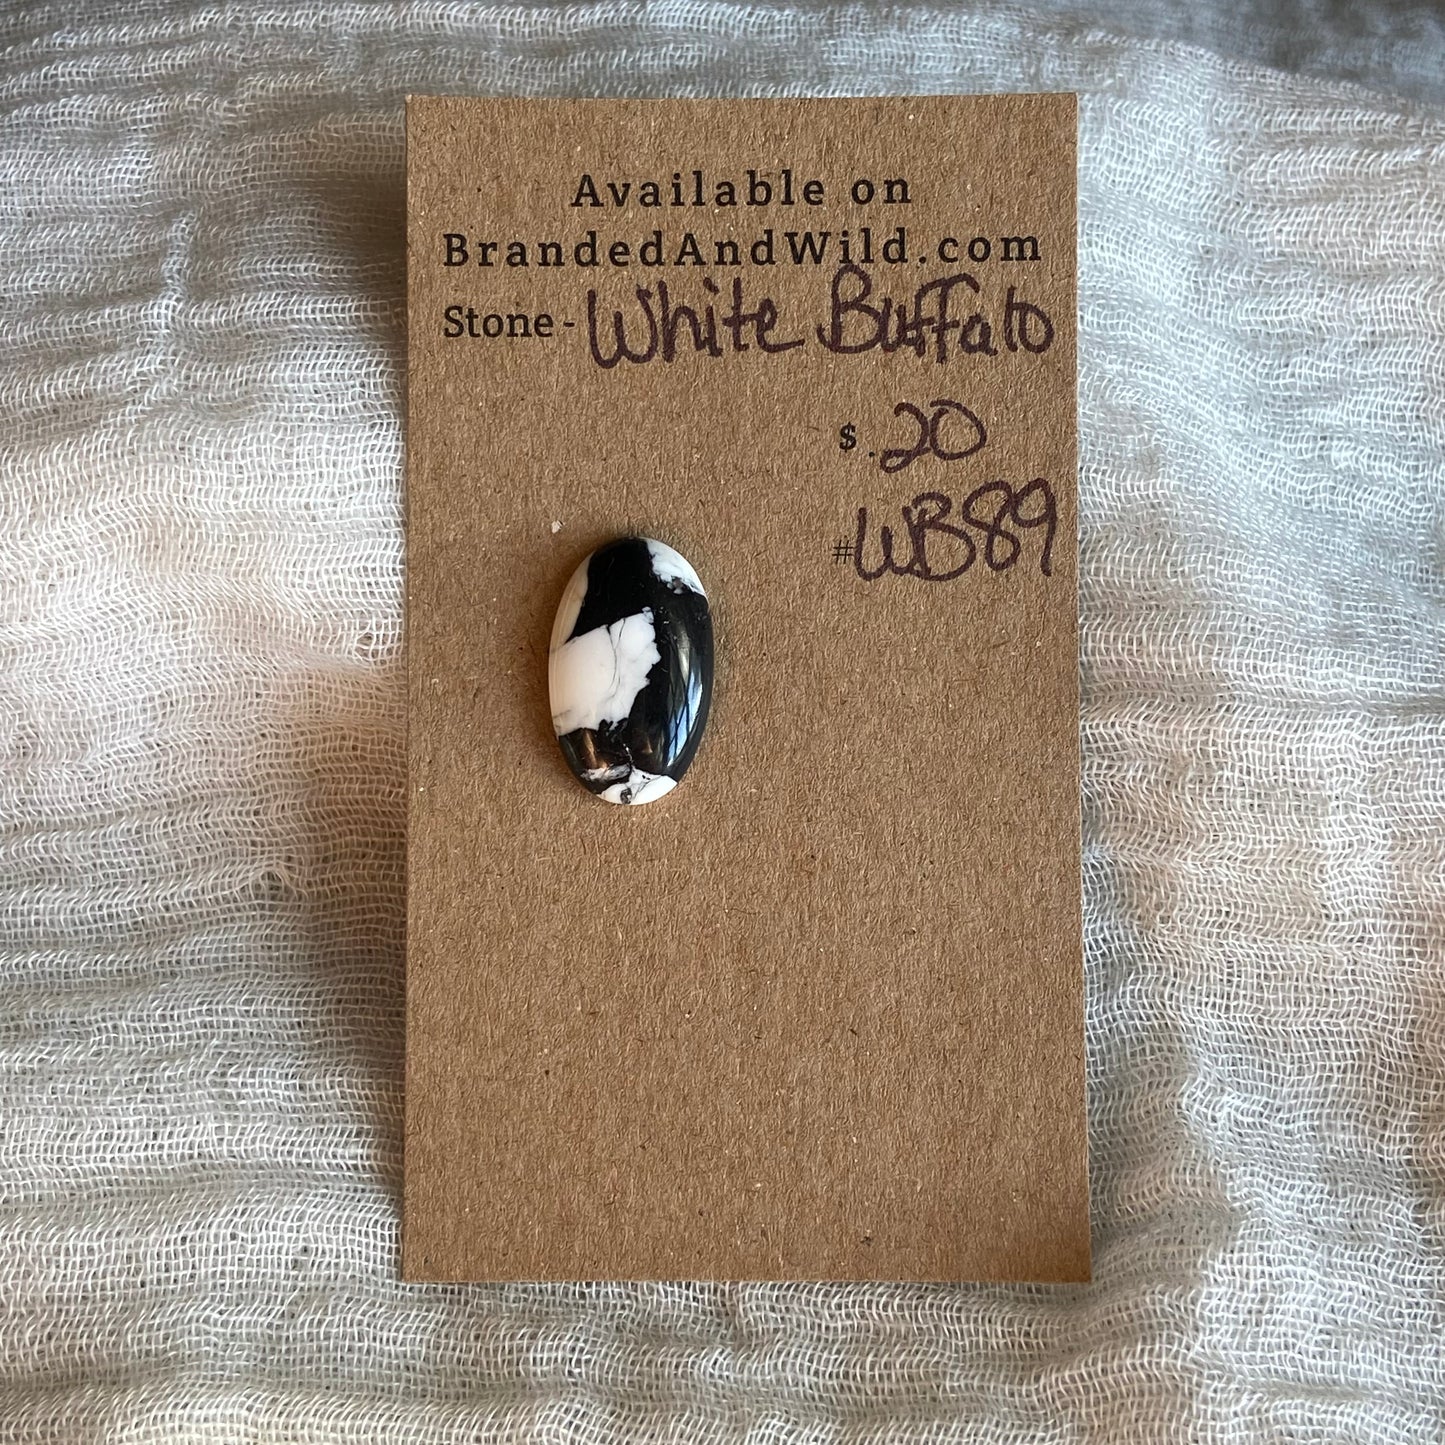 Available on
BrandedAndWild.com
Stone - White Buffalo
$.20
#WB89